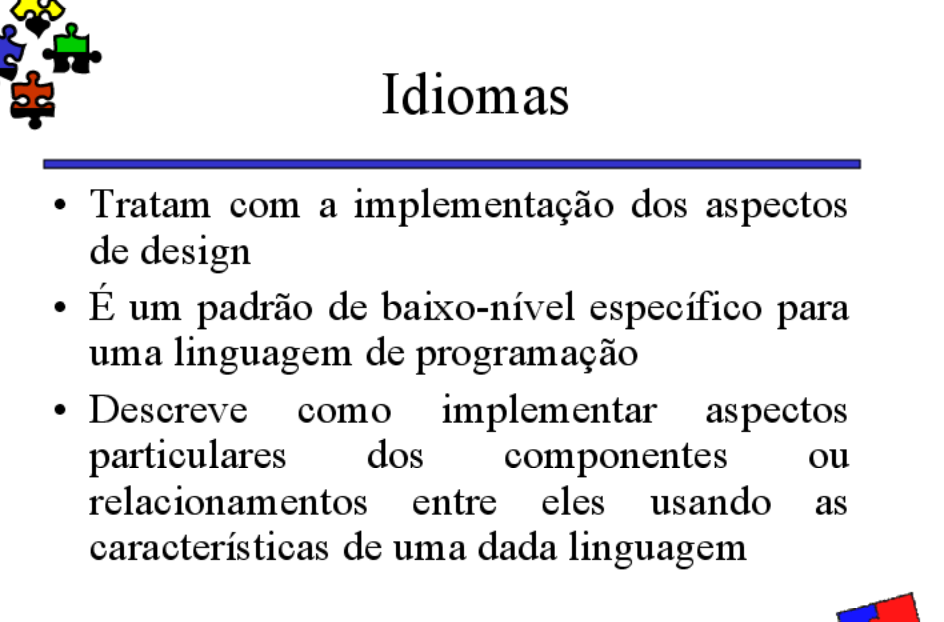 Idiomas
• Tratam com a implementação dos aspectos
de design
• É um padrão de baixo-nível específico para
uma linguagem de programação
• Descreve como implementar aspectos
particulares dos componentes ou
relacionamentos entre eles usando as
características de uma dada linguagem